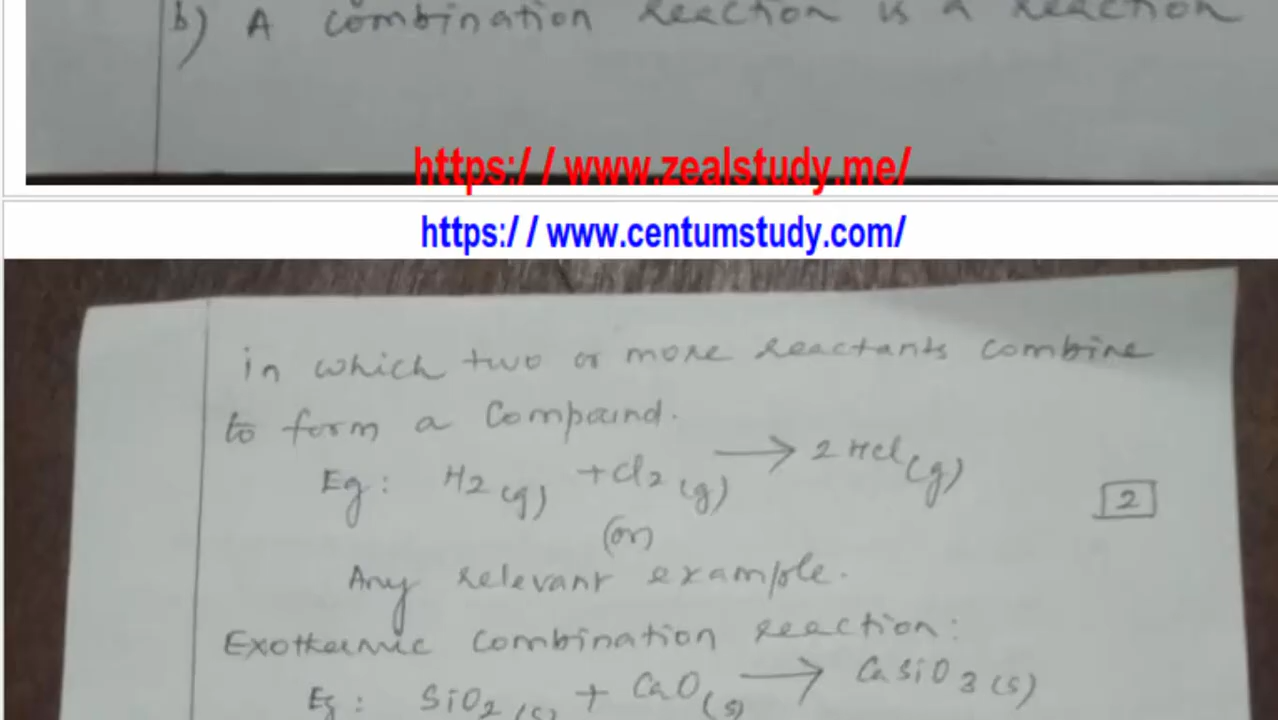 b) A combination reaction is a reaction
https:/ / www.zealstudy.me/
https:/ / www.centumstudy.com/
in which two or more reactants combine
to form a compound.
Eg: H2(g) + Cl2(g) → 2 HCl(g)
2
(or)
Any relevant example.
Exothermic combination reaction:
Eg: SiO2(s) + CaO(s) → CaSiO3(s)